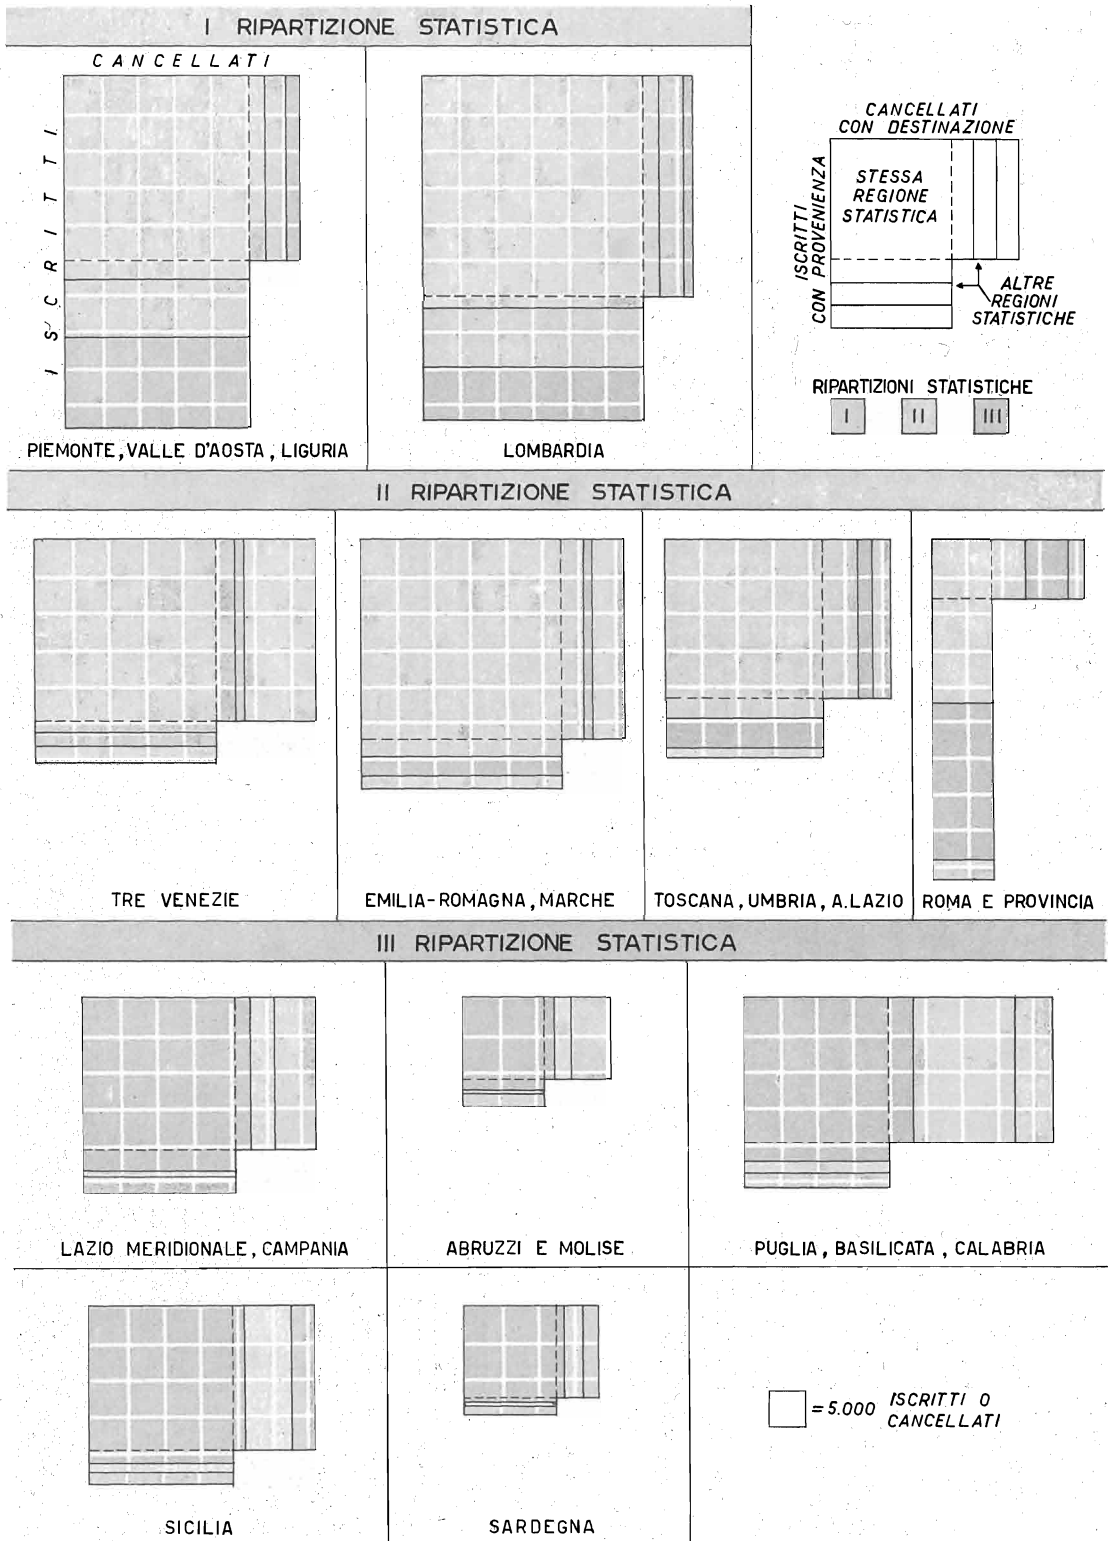 I RIPARTIZIONE STATISTICA
CANCELLATI
ISCRITTI
PIEMONTE, VALLE D'AOSTA, LIGURIA
LOMBARDIA
CANCELLATI
CON DESTINAZIONE
ISCRITTI
CON PROVENIENZA
STESSA
REGIONE
STATISTICA
ALTRE
REGIONI
STATISTICHE
RIPARTIZIONI STATISTICHE
I II III
II RIPARTIZIONE STATISTICA
TRE VENEZIE
EMILIA-ROMAGNA, MARCHE
TOSCANA, UMBRIA, A.LAZIO
ROMA E PROVINCIA
III RIPARTIZIONE STATISTICA
LAZIO MERIDIONALE, CAMPANIA
ABRUZZI E MOLISE
PUGLIA, BASILICATA, CALABRIA
SICILIA
SARDEGNA
= 5.000 ISCRITTI O
CANCELLATI